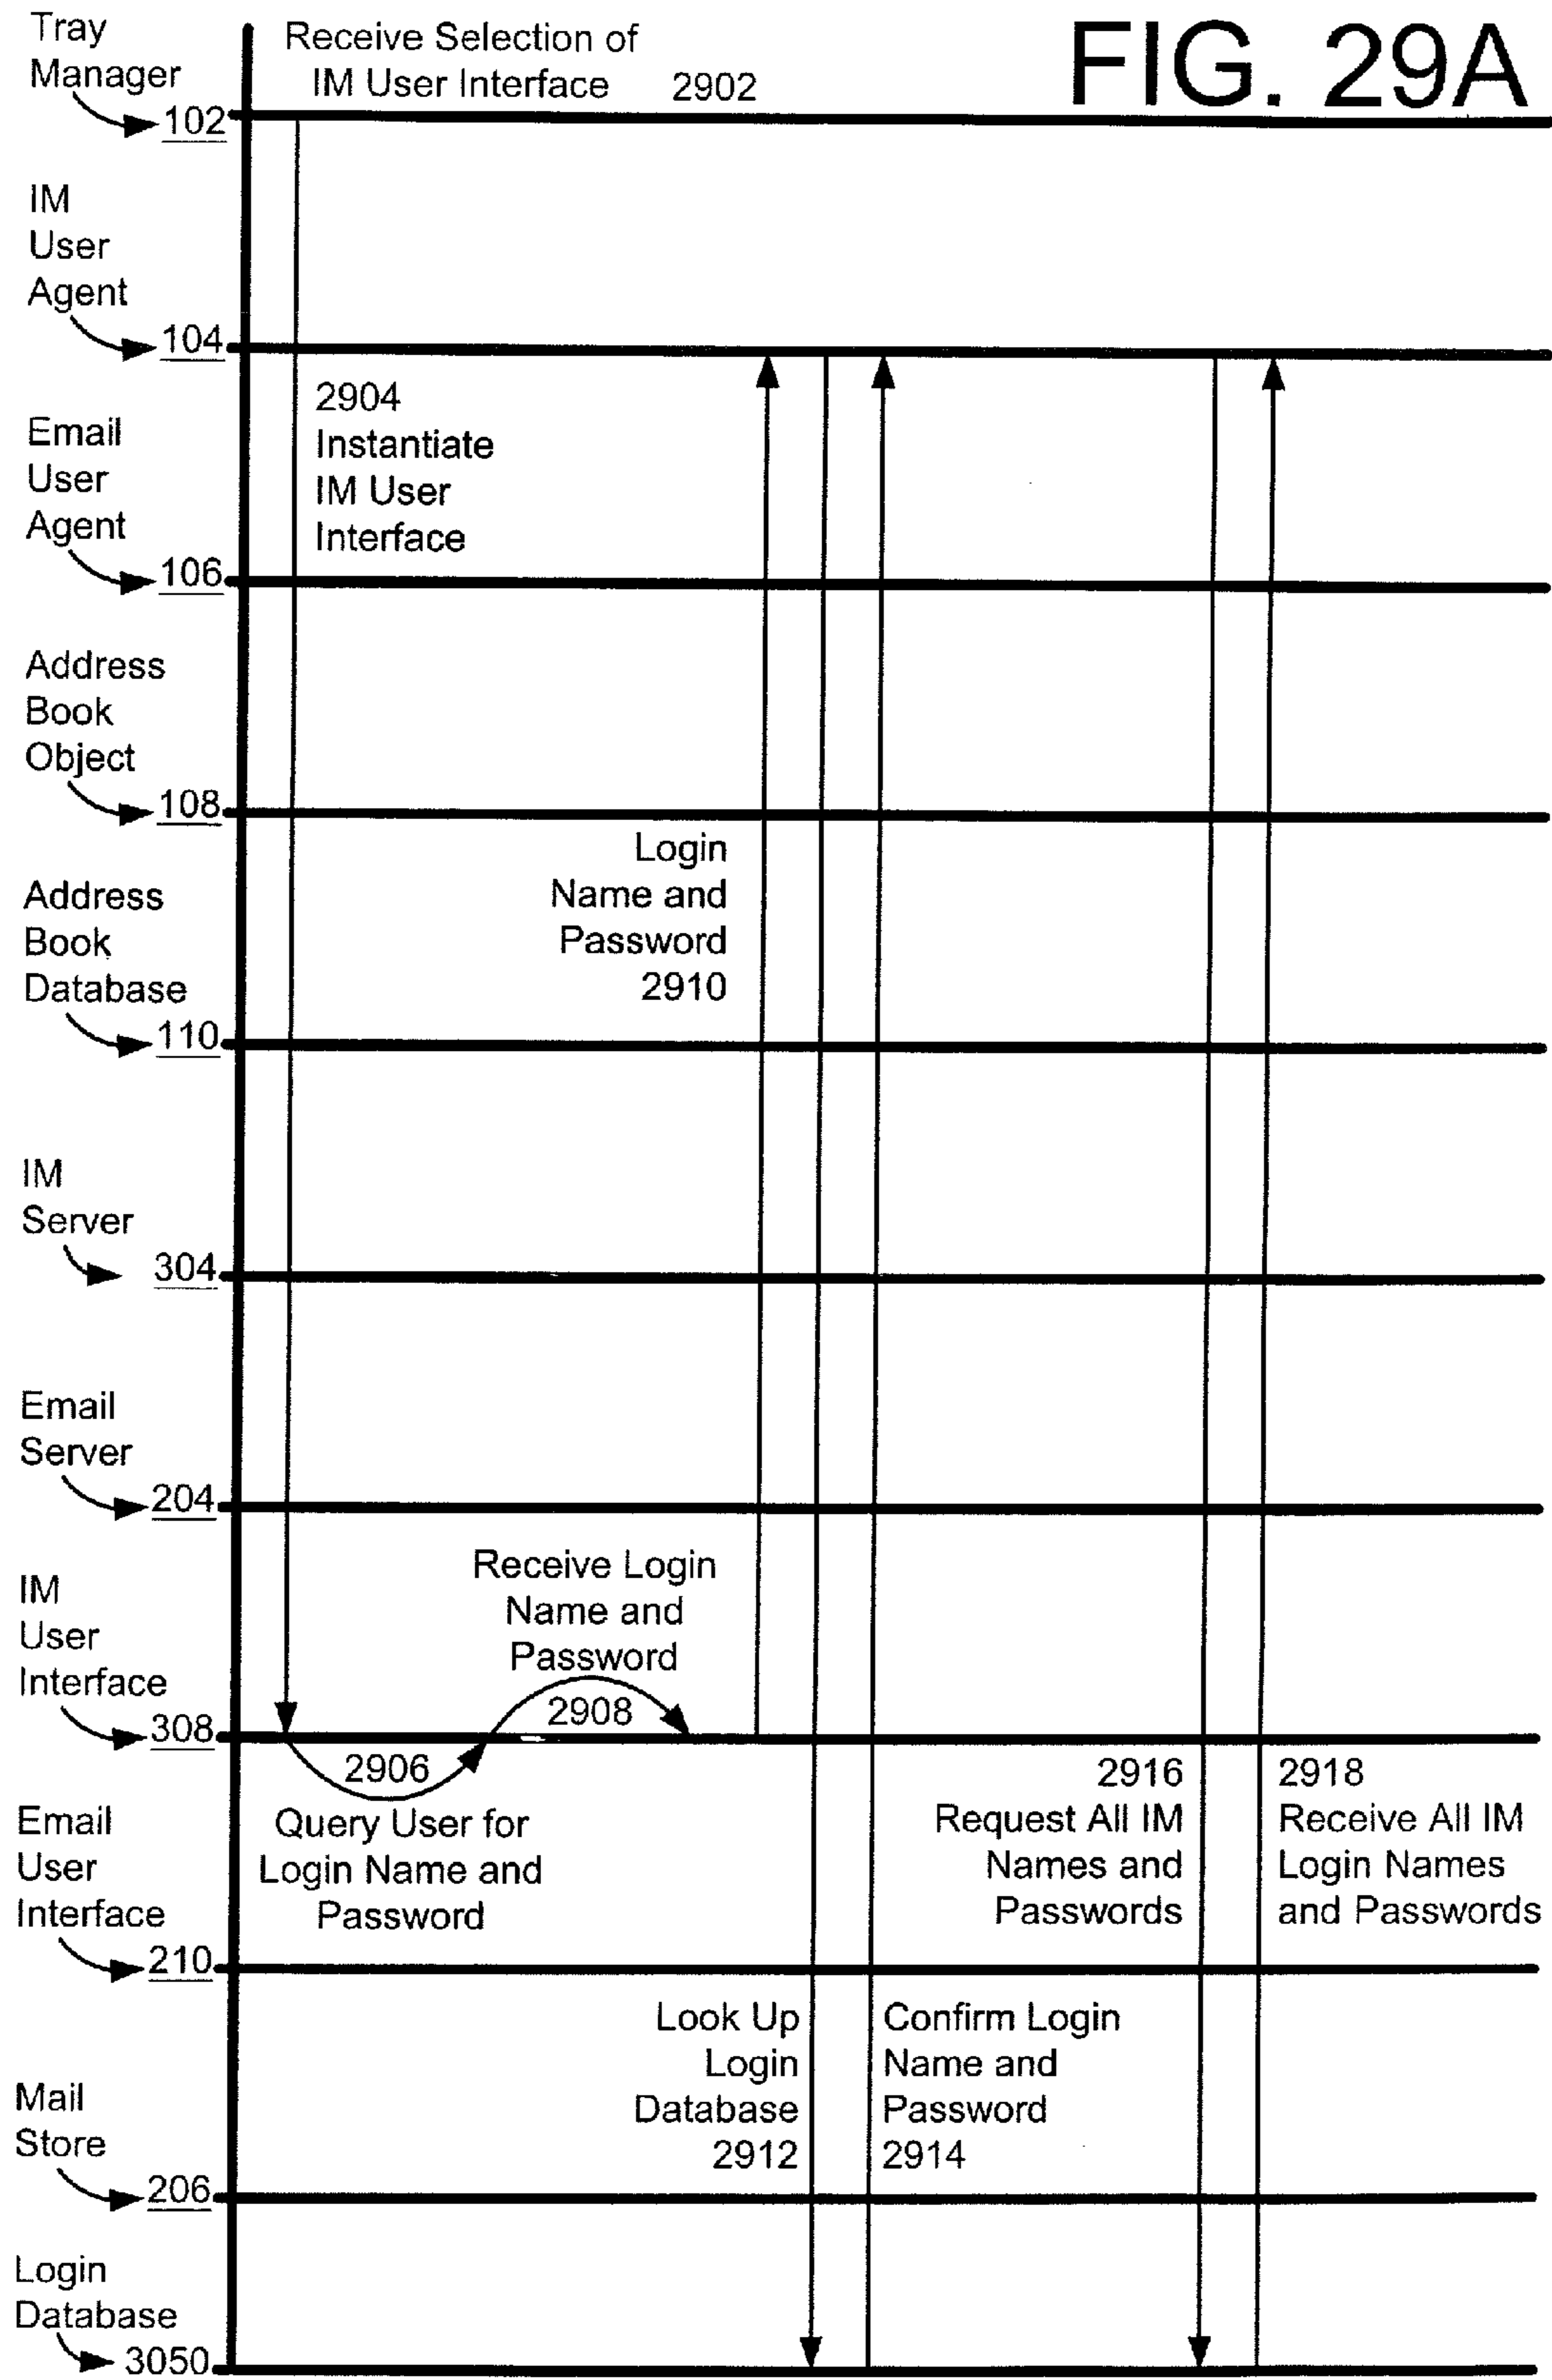 FIG. 29A
Tray
Manager
102
Receive Selection of
IM User Interface 2902
IM
User
Agent
104
2904
Instantiate
IM User
Interface
Email
User
Agent
106
Address
Book
Object
108
Login
Name and
Password
2910
Address
Book
Database
110
IM
Server
304
Email
Server
204
Receive Login
Name and
Password
2908
IM
User
Interface
308
2906
Query User for
Login Name and
Password
2916
Request All IM
Names and
Passwords
2918
Receive All IM
Login Names
and Passwords
Email
User
Interface
210
Look Up
Login
Database
2912
Confirm Login
Name and
Password
2914
Mail
Store
206
Login
Database
3050